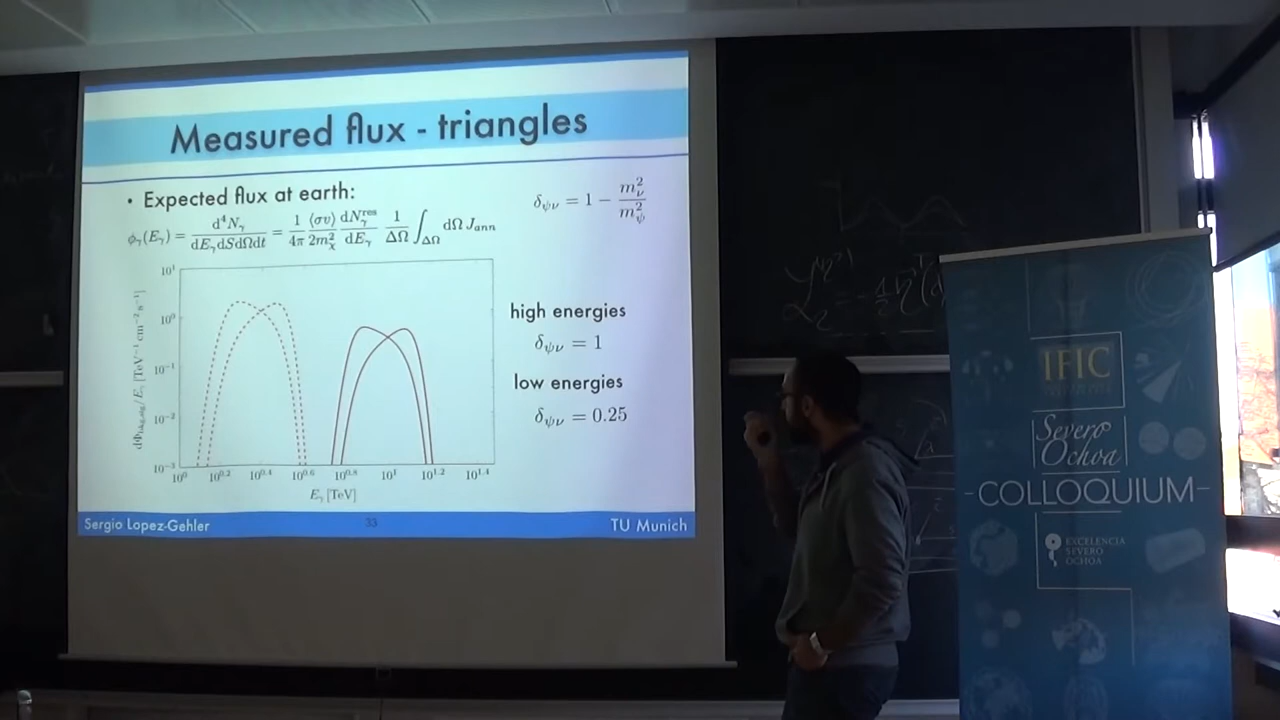 Measured flux - triangles
• Expected flux at earth:
δ_ψν = 1 − m_ν² / m_ψ²
ϕ_γ(E_γ) = d⁴N_γ / dE_γdSdΩdt = 1/4π ⟨σv⟩/2m_χ² dN_γ^res/dE_γ 1/ΔΩ ∫_ΔΩ dΩ J_ann
10¹
10⁰
10⁻¹
10⁻²
10⁻³
10⁰ 10^0.2 10^0.4 10^0.6 10^0.8 10¹ 10^1.2 10^1.4
E_γ [TeV]
high energies
δ_ψν = 1
low energies
δ_ψν = 0.25
Sergio Lopez-Gehler 33 TU Munich
IFIC
Severo
Ochoa
-COLLOQUIUM-
EXCELENCIA
SEVERO
OCHOA